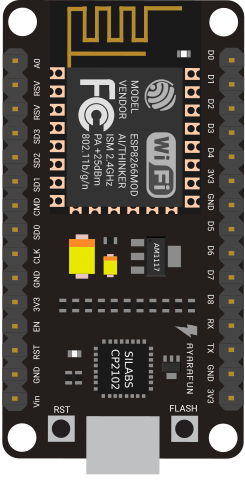 A0
RSV
RSV
SD3
SD2
SD1
CMD
SD0
CLK
GND
3V3
EN
RST
GND
Vin
D0
D1
D2
D3
D4
3V3
GND
D5
D6
D7
D8
RX
TX
GND
3V3
MODEL ESP8266MOD
VENDOR AI/THINKER
ISM 2.4GHz
PA +25dBm
802.11b/g/n
FC
Wi Fi
AM1117
SILABS
CP2102
AYARAFUN
RST
FLASH